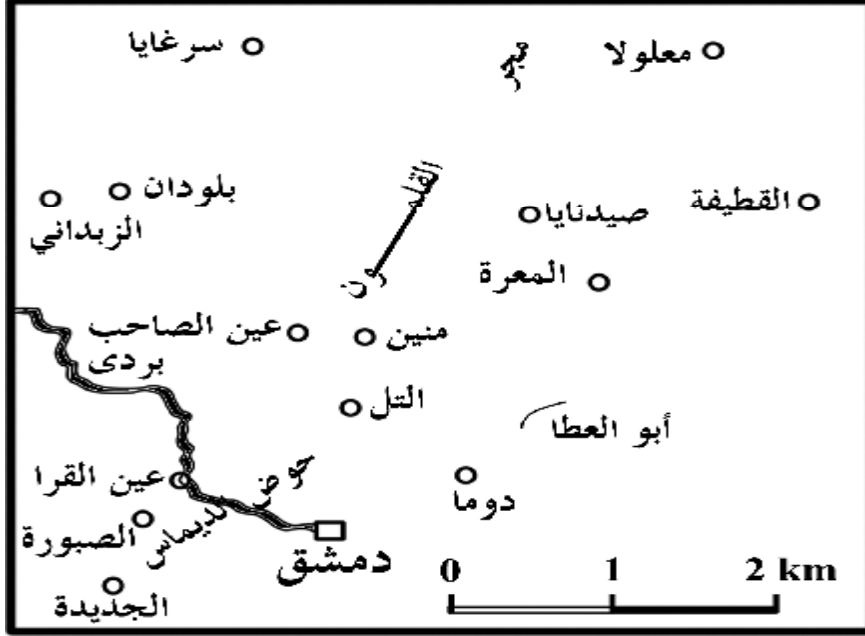 سرغايا
معلولا
بلودان
الزبداني
صيدنايا
القطيفة
المعرة
عين الصاحب
منين
بردى
التل
أبو العطا
عين القرا
حوض الديماس
دوما
الصبورة
دمشق
الجديدة
0 1 2 km